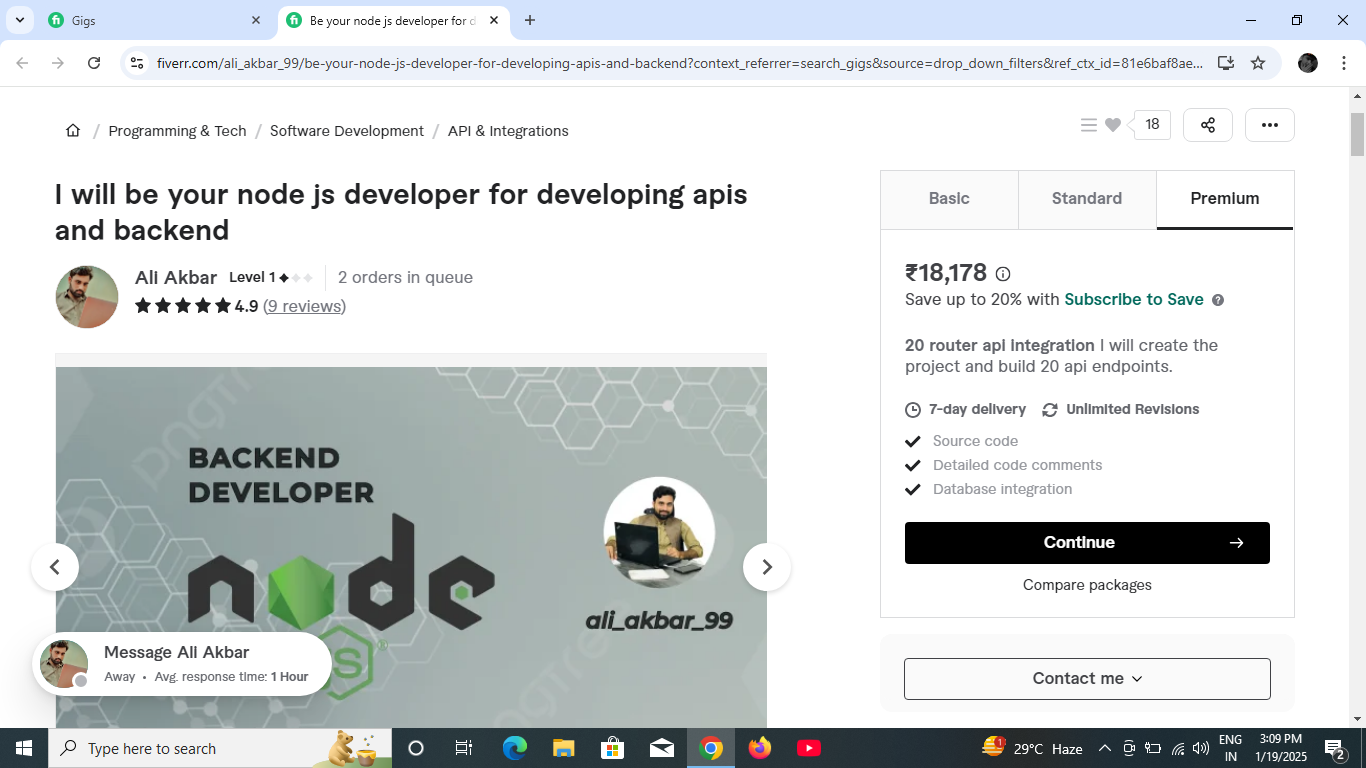 Gigs
Be your node js developer for d
fiverr.com/ali_akbar_99/be-your-node-js-developer-for-developing-apis-and-backend?context_referrer=search_gigs&source=drop_down_filters&ref_ctx_id=81e6baf8ae...
/ Programming & Tech / Software Development / API & Integrations
18
I will be your node js developer for developing apis
and backend
Ali Akbar Level 1 2 orders in queue
4.9 (9 reviews)
pngtree
BACKEND
DEVELOPER
node
JS®
ali_akbar_99
pngtree
Message Ali Akbar
Away • Avg. response time: 1 Hour
Basic Standard Premium
₹18,178
Save up to 20% with Subscribe to Save
20 router api integration I will create the
project and build 20 api endpoints.
7-day delivery Unlimited Revisions
Source code
Detailed code comments
Database integration
Continue
Compare packages
Contact me
Type here to search
1
29°C Haze
ENG
IN
3:09 PM
1/19/2025
2